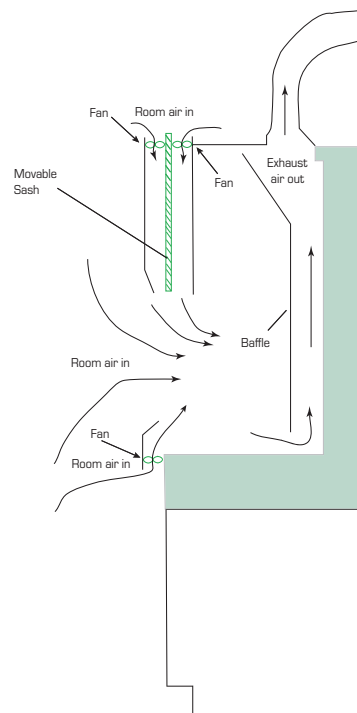 Room air in
Fan
Exhaust
air out
Fan
Movable
Sash
Baffle
Room air in
Fan
Room air in